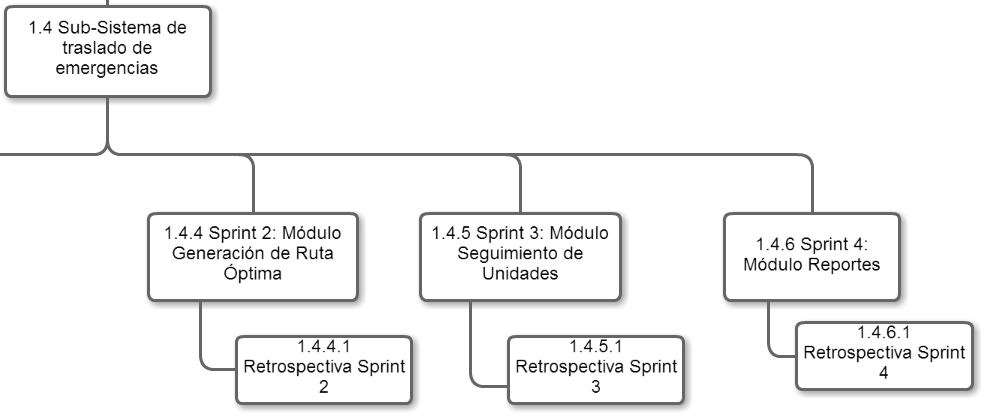 1.4 Sub-Sistema de
traslado de
emergencias
1.4.4 Sprint 2: Módulo
Generación de Ruta
Óptima
1.4.5 Sprint 3: Módulo
Seguimiento de
Unidades
1.4.6 Sprint 4:
Módulo Reportes
1.4.4.1
Retrospectiva Sprint
2
1.4.5.1
Retrospectiva Sprint
3
1.4.6.1
Retrospectiva Sprint
4